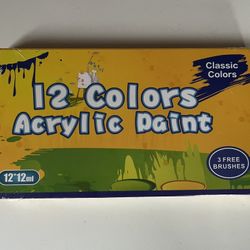 Classic
Colors
12 Colors
Acrylic Paint
3 FREE
BRUSHES
12*12ml